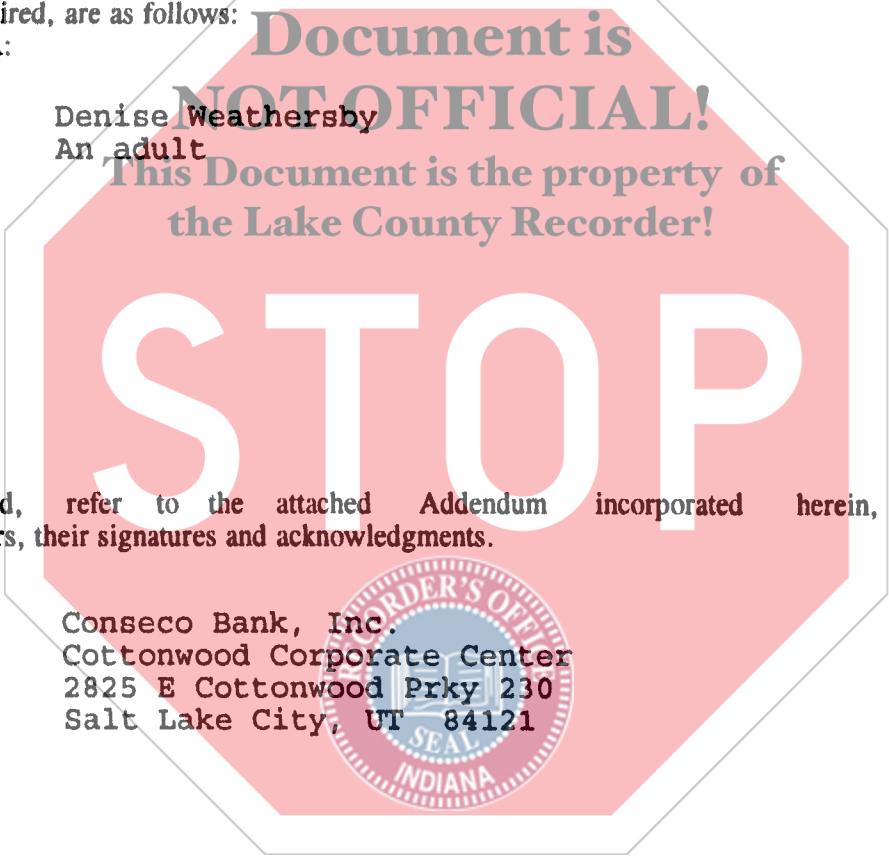 ired, are as follows:
Document is
NOT OFFICIAL!
Denise Weathersby
An adult
This Document is the property of
the Lake County Recorder!
STOP
refer to the attached Addendum incorporated herein,
their signatures and acknowledgments.
Conseco Bank, Inc.
Cottonwood Corporate Center
2825 E Cottonwood Prky 230
Salt Lake City, UT 84121
RECORDER'S OFFICE
SEAL
INDIANA